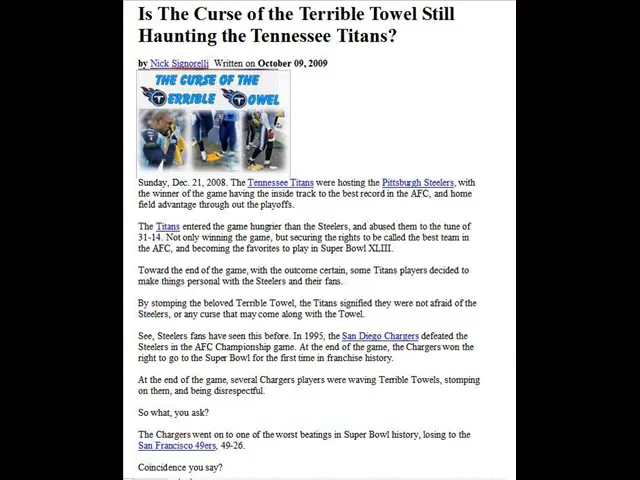 Is The Curse of the Terrible Towel Still
Haunting the Tennessee Titans?
by Nick Signorelli Written on October 09, 2009
THE CURSE OF THE
TERRIBLE TOWEL
Sunday, Dec. 21, 2008. The Tennessee Titans were hosting the Pittsburgh Steelers, with
the winner of the game having the inside track to the best record in the AFC, and home
field advantage through out the playoffs.
The Titans entered the game hungrier than the Steelers, and abused them to the tune of
31-14. Not only winning the game, but securing the rights to be called the best team in
the AFC, and becoming the favorites to play in Super Bowl XLIII.
Toward the end of the game, with the outcome certain, some Titans players decided to
make things personal with the Steelers and their fans.
By stomping the beloved Terrible Towel, the Titans signified they were not afraid of the
Steelers, or any curse that may come along with the Towel.
See, Steelers fans have seen this before. In 1995, the San Diego Chargers defeated the
Steelers in the AFC Championship game. At the end of the game, the Chargers won the
right to go to the Super Bowl for the first time in franchise history.
At the end of the game, several Chargers players were waving Terrible Towels, stomping
on them, and being disrespectful.
So what, you ask?
The Chargers went on to one of the worst beatings in Super Bowl history, losing to the
San Francisco 49ers, 49-26.
Coincidence you say?